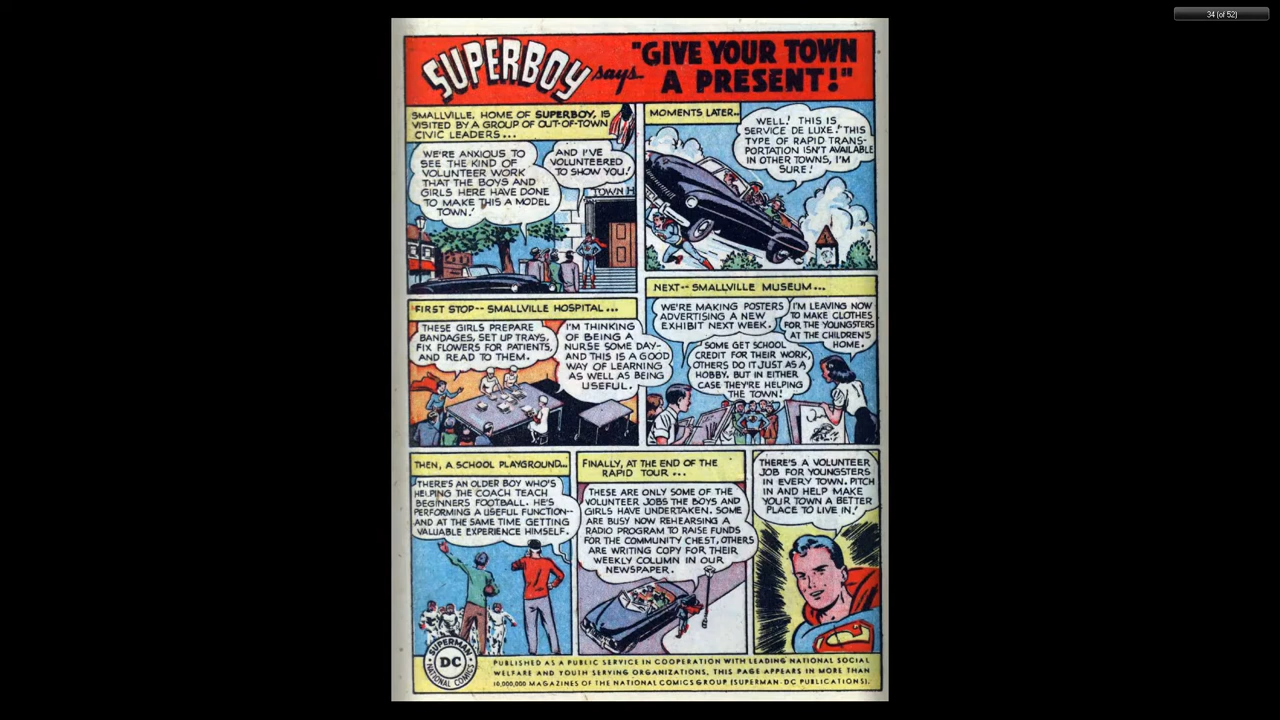 34 (of 52)
SUPERBOY says "GIVE YOUR TOWN
A PRESENT!"
SMALLVILLE, HOME OF SUPERBOY, IS
VISITED BY A GROUP OF OUT-OF-TOWN
CIVIC LEADERS...
WE'RE ANXIOUS TO
SEE THE KIND OF
VOLUNTEER WORK
THAT THE BOYS AND
GIRLS HERE HAVE DONE
TO MAKE THIS A MODEL
TOWN!
AND I'VE
VOLUNTEERED
TO SHOW YOU!
TOWN H
MOMENTS LATER...
WELL! THIS IS
SERVICE DE LUXE! THIS
TYPE OF RAPID TRANS-
PORTATION ISN'T AVAILABLE
IN OTHER TOWNS, I'M
SURE!
FIRST STOP-- SMALLVILLE HOSPITAL...
THESE GIRLS PREPARE
BANDAGES, SET UP TRAYS,
FIX FLOWERS FOR PATIENTS,
AND READ TO THEM.
I'M THINKING
OF BEING A
NURSE SOME DAY--
AND THIS IS A GOOD
WAY OF LEARNING
AS WELL AS BEING
USEFUL.
NEXT-- SMALLVILLE MUSEUM...
WE'RE MAKING POSTERS
ADVERTISING A NEW
EXHIBIT NEXT WEEK.
SOME GET SCHOOL
CREDIT FOR THEIR WORK,
OTHERS DO IT JUST AS A
HOBBY. BUT IN EITHER
CASE THEY'RE HELPING
THE TOWN!
I'M LEAVING NOW
TO MAKE CLOTHES
FOR THE YOUNGSTERS
AT THE CHILDREN'S
HOME.
THEN, A SCHOOL PLAYGROUND...
THERE'S AN OLDER BOY WHO'S
HELPING THE COACH TEACH
BEGINNERS FOOTBALL. HE'S
PERFORMING A USEFUL FUNCTION--
AND AT THE SAME TIME GETTING
VALUABLE EXPERIENCE HIMSELF.
FINALLY, AT THE END OF THE
RAPID TOUR...
THESE ARE ONLY SOME OF THE
VOLUNTEER JOBS THE BOYS AND
GIRLS HAVE UNDERTAKEN. SOME
ARE BUSY NOW REHEARSING A
RADIO PROGRAM TO RAISE FUNDS
FOR THE COMMUNITY CHEST, OTHERS
ARE WRITING COPY FOR THEIR
WEEKLY COLUMN IN OUR
NEWSPAPER.
THERE'S A VOLUNTEER
JOB FOR YOUNGSTERS
IN EVERY TOWN. PITCH
IN AND HELP MAKE
YOUR TOWN A BETTER
PLACE TO LIVE IN!
SUPERMAN
DC
NATIONAL COMICS
PUBLISHED AS A PUBLIC SERVICE IN COOPERATION WITH LEADING NATIONAL SOCIAL
WELFARE AND YOUTH SERVING ORGANIZATIONS, THIS PAGE APPEARS IN MORE THAN
10,000,000 MAGAZINES OF THE NATIONAL COMICS GROUP (SUPERMAN-DC PUBLICATIONS).